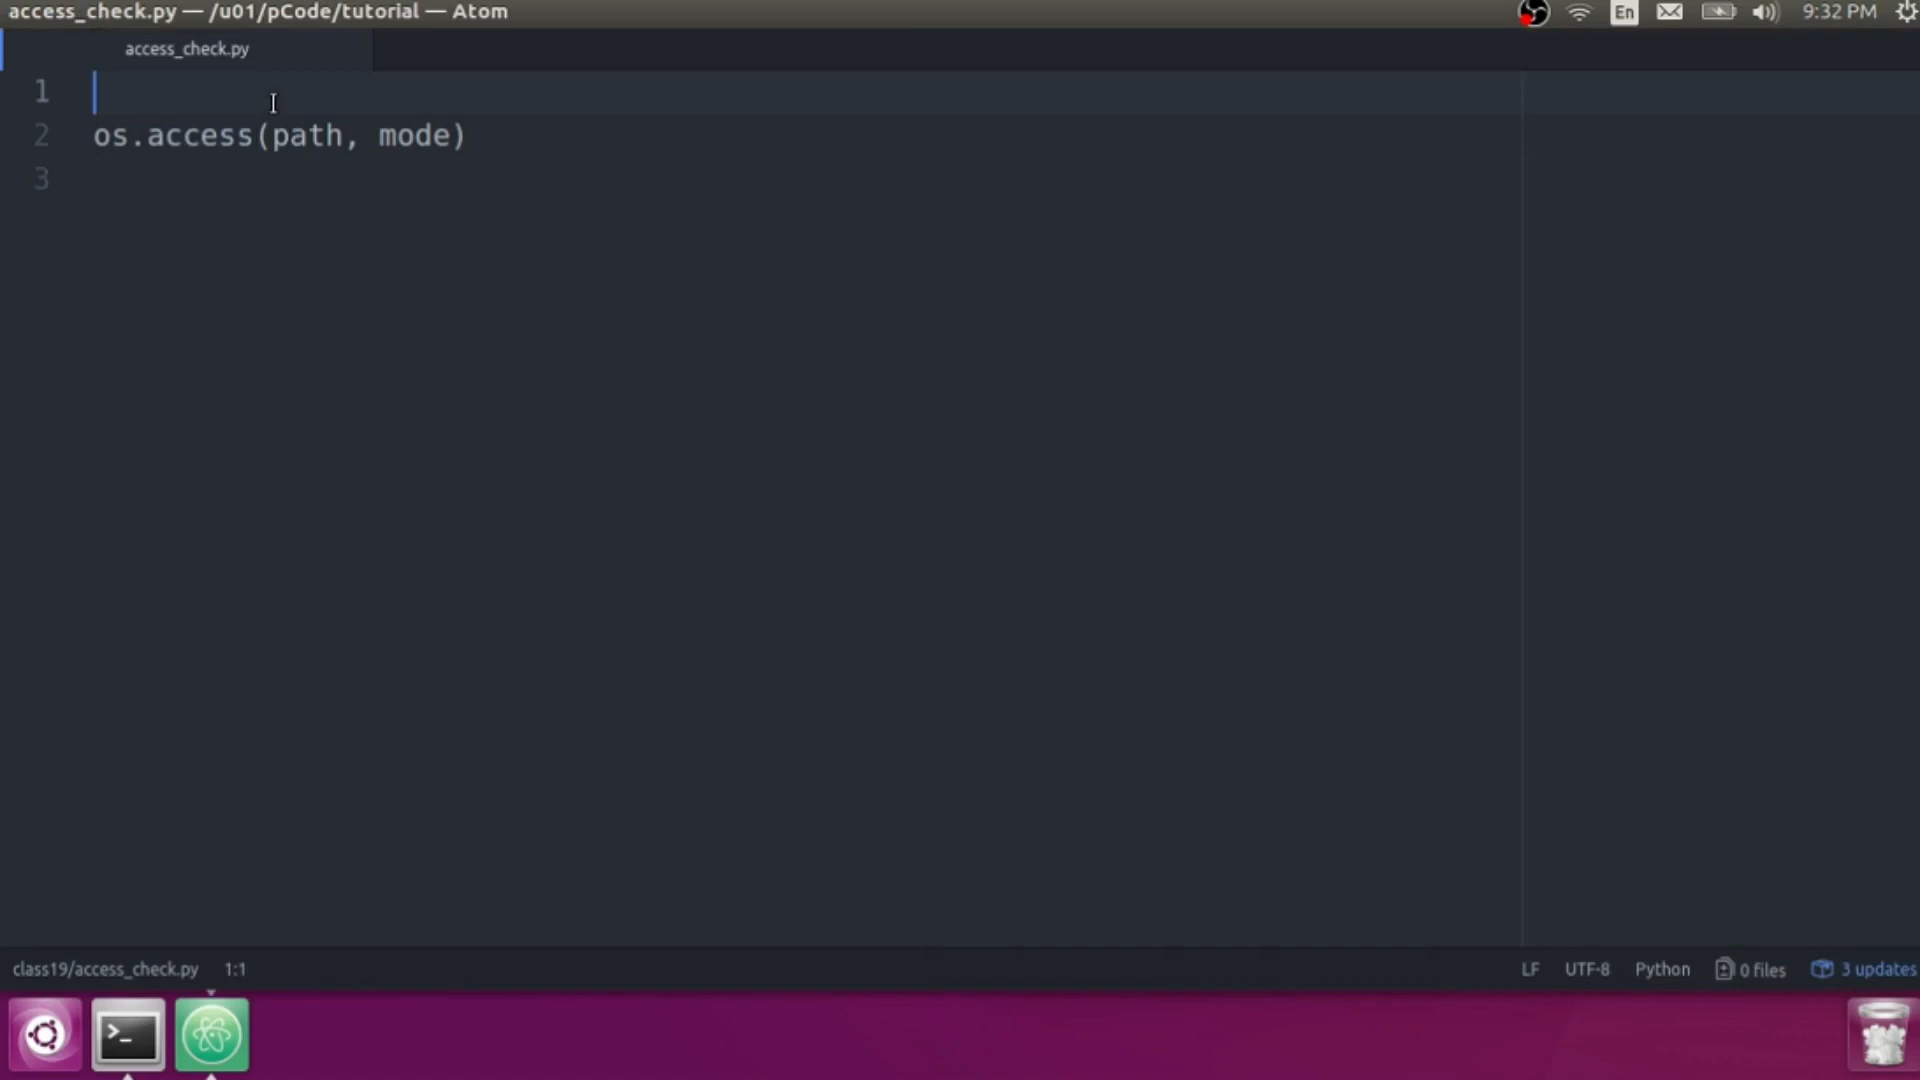 access_check.py — /u01/pCode/tutorial — Atom
En
9:32 PM
access_check.py
1
2 os.access(path, mode)
3
class19/access_check.py 1:1 LF UTF-8 Python 0 files 3 updates
>_